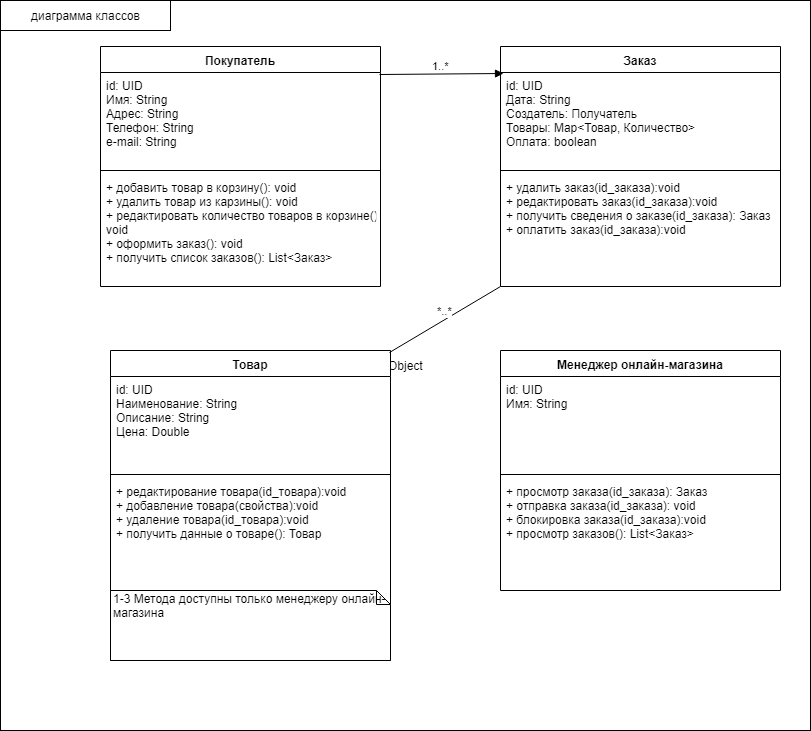 диаграмма классов
Покупатель
id: UID
Имя: String
Адрес: String
Телефон: String
e-mail: String
+ добавить товар в корзину(): void
+ удалить товар из карзины(): void
+ редактировать количество товаров в корзине()
void
+ оформить заказ(): void
+ получить список заказов(): List<Заказ>
1..*
Заказ
id: UID
Дата: String
Создатель: Получатель
Товары: Map<Товар, Количество>
Оплата: boolean
+ удалить заказ(id_заказа):void
+ редактировать заказ(id_заказа):void
+ получить сведения о заказе(id_заказа): Заказ
+ оплатить заказ(id_заказа):void
*..*
Товар
Object
id: UID
Наименование: String
Описание: String
Цена: Double
+ редактирование товара(id_товара):void
+ добавление товара(свойства):void
+ удаление товара(id_товара):void
+ получить данные о товаре(): Товар
1-3 Метода доступны только менеджеру онлайн-
магазина
Менеджер онлайн-магазина
id: UID
Имя: String
+ просмотр заказа(id_заказа): Заказ
+ отправка заказа(id_заказа): void
+ блокировка заказа(id_заказа):void
+ просмотр заказов(): List<Заказ>